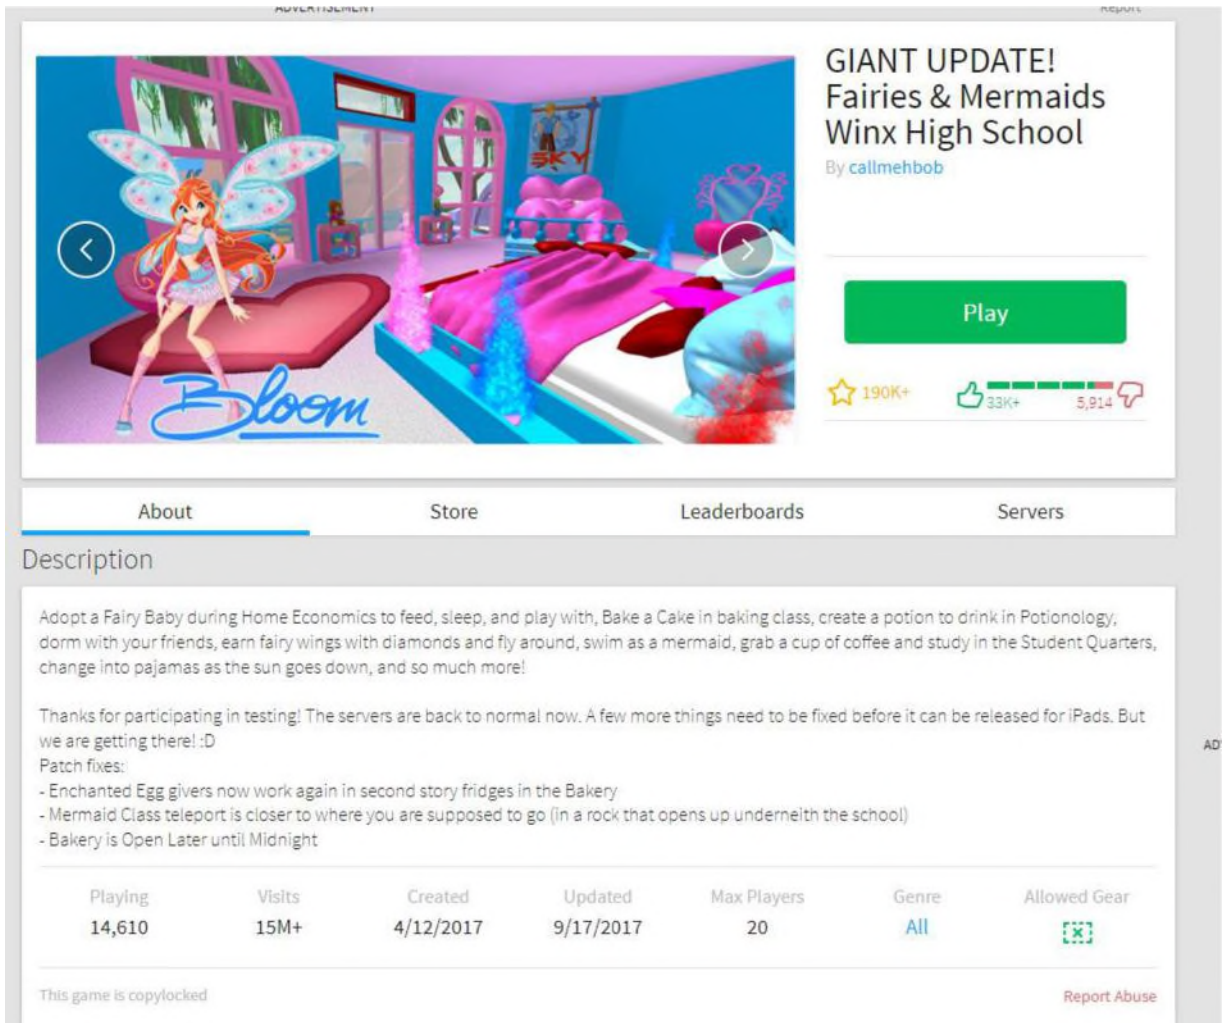 ADVERTISEMENT
Report
GIANT UPDATE!
Fairies & Mermaids
Winx High School
By callmehbob
SKY
Bloom
Play
190K+
33K+
5,914
About
Store
Leaderboards
Servers
Description
Adopt a Fairy Baby during Home Economics to feed, sleep, and play with, Bake a Cake in baking class, create a potion to drink in Potionology,
dorm with your friends, earn fairy wings with diamonds and fly around, swim as a mermaid, grab a cup of coffee and study in the Student Quarters,
change into pajamas as the sun goes down, and so much more!
Thanks for participating in testing! The servers are back to normal now. A few more things need to be fixed before it can be released for iPads. But
we are getting there! :D
AD
Patch fixes:
- Enchanted Egg givers now work again in second story fridges in the Bakery
- Mermaid Class teleport is closer to where you are supposed to go (in a rock that opens up underneith the school)
- Bakery is Open Later until Midnight
Playing
Visits
Created
Updated
Max Players
Genre
Allowed Gear
14,610
15M+
4/12/2017
9/17/2017
20
All
This game is copylocked
Report Abuse